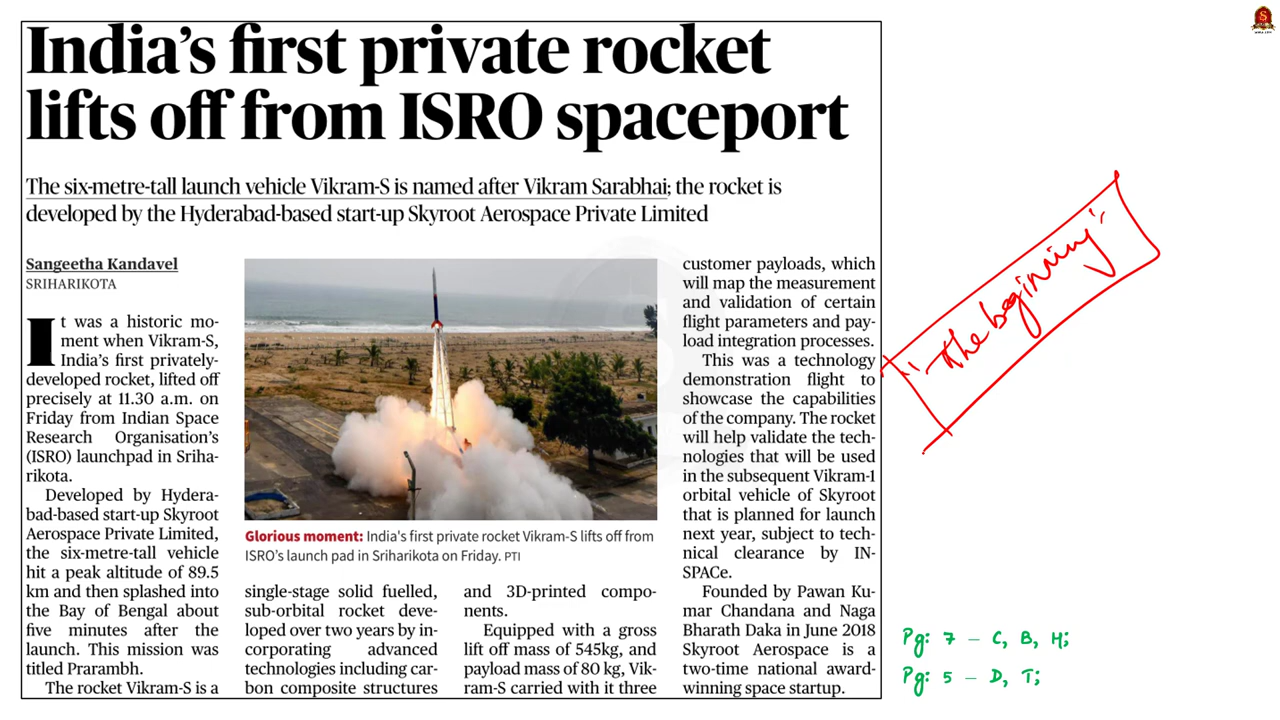 India's first private rocket
lifts off from ISRO spaceport
The six-metre-tall launch vehicle Vikram-S is named after Vikram Sarabhai; the rocket is
developed by the Hyderabad-based start-up Skyroot Aerospace Private Limited
Sangeetha Kandavel
SRIHARIKOTA
It was a historic mo-
ment when Vikram-S,
India's first privately-
developed rocket, lifted off
precisely at 11.30 a.m. on
Friday from Indian Space
Research Organisation's
(ISRO) launchpad in Sriha-
rikota.
Developed by Hydera-
bad-based start-up Skyroot
Aerospace Private Limited,
the six-metre-tall vehicle
hit a peak altitude of 89.5
km and then splashed into
the Bay of Bengal about
five minutes after the
launch. This mission was
titled Prarambh.
The rocket Vikram-S is a
Glorious moment: India's first private rocket Vikram-S lifts off from
ISRO's launch pad in Sriharikota on Friday. PTI
single-stage solid fuelled,
sub-orbital rocket deve-
loped over two years by in-
corporating advanced
technologies including car-
bon composite structures
and 3D-printed compo-
nents.
Equipped with a gross
lift off mass of 545kg, and
payload mass of 80 kg, Vik-
ram-S carried with it three
customer payloads, which
will map the measurement
and validation of certain
flight parameters and pay-
load integration processes.
This was a technology
demonstration flight to
showcase the capabilities
of the company. The rocket
will help validate the tech-
nologies that will be used
in the subsequent Vikram-1
orbital vehicle of Skyroot
that is planned for launch
next year, subject to tech-
nical clearance by IN-
SPACe.
Founded by Pawan Ku-
mar Chandana and Naga
Bharath Daka in June 2018
Skyroot Aerospace is a
two-time national award-
winning space startup.
"The beginning"
Pg: 7 – C, B, H;
Pg: 5 – D, T;